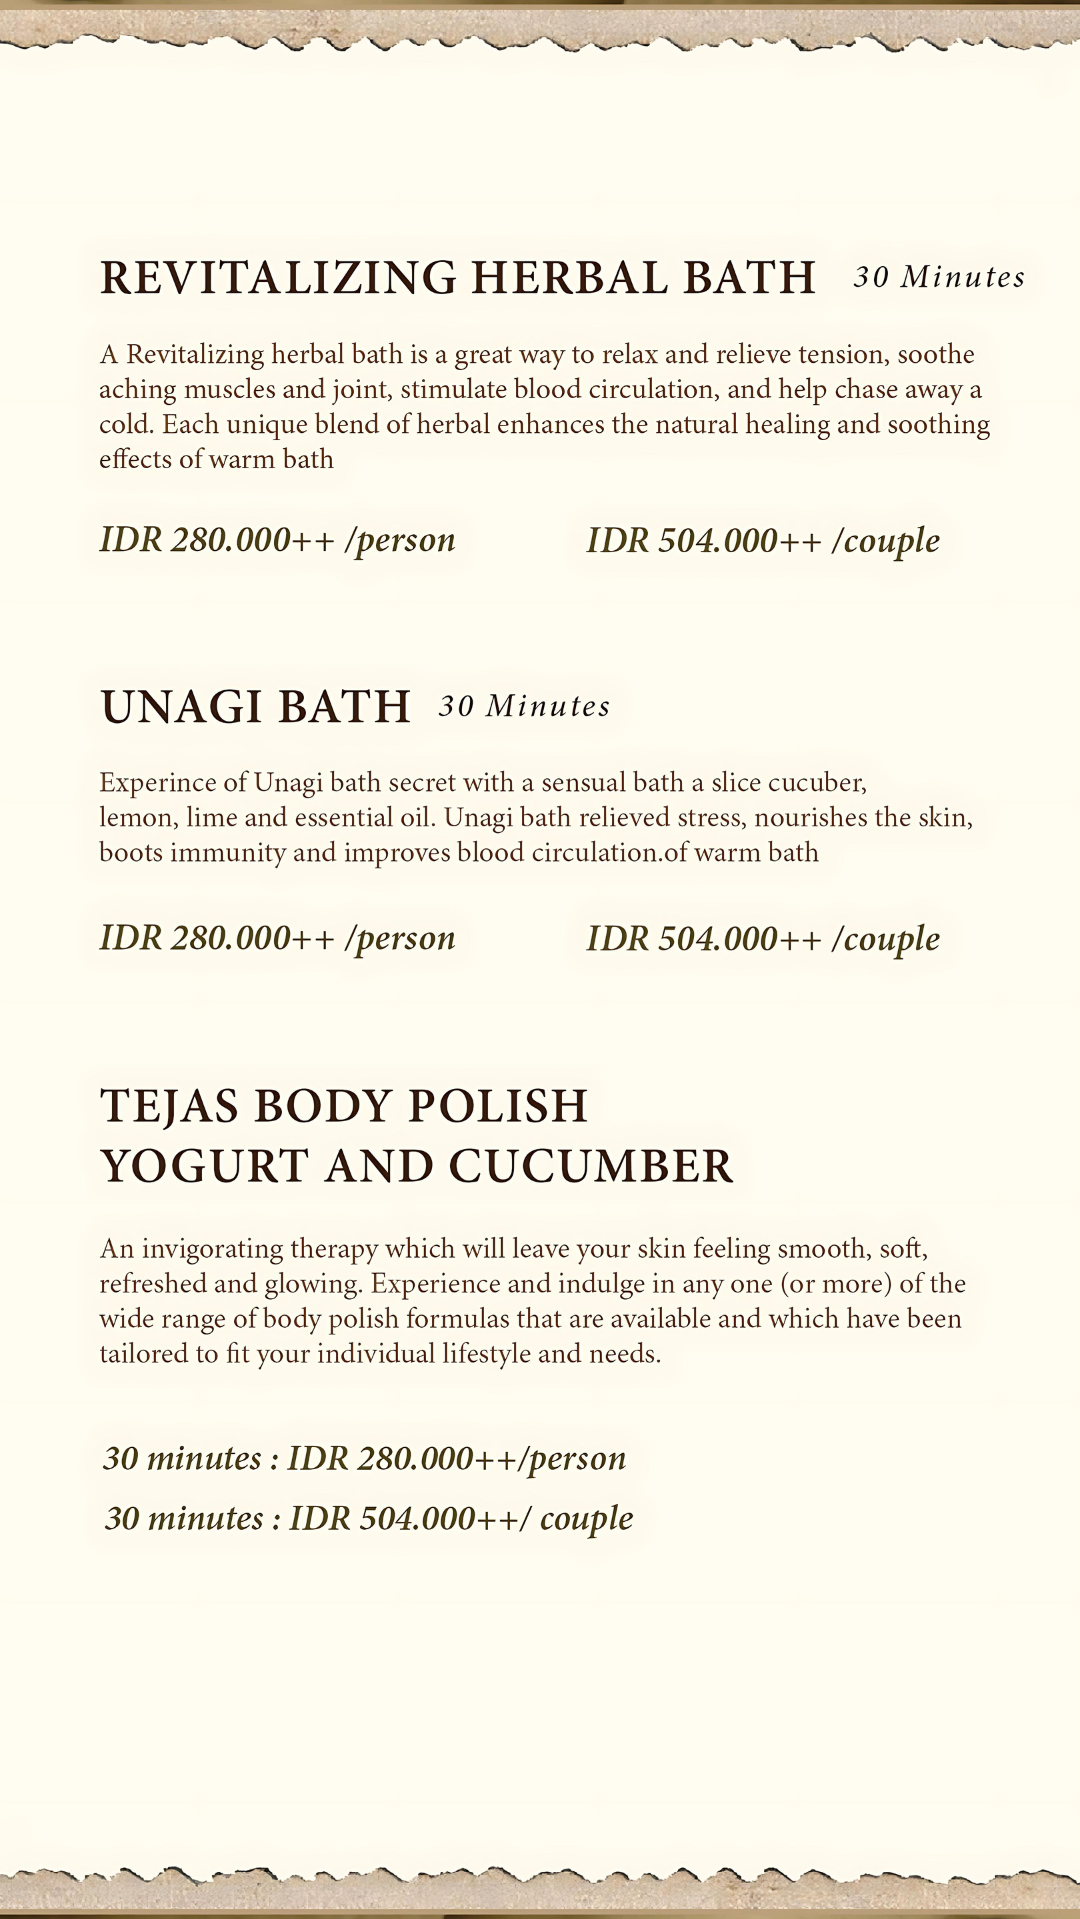 REVITALIZING HERBAL BATH 30 Minutes
A Revitalizing herbal bath is a great way to relax and relieve tension, soothe
aching muscles and joint, stimulate blood circulation, and help chase away a
cold. Each unique blend of herbal enhances the natural healing and soothing
effects of warm bath
IDR 280.000++ /person IDR 504.000++ /couple
UNAGI BATH 30 Minutes
Experince of Unagi bath secret with a sensual bath a slice cucuber,
lemon, lime and essential oil. Unagi bath relieved stress, nourishes the skin,
boots immunity and improves blood circulation.of warm bath
IDR 280.000++ /person IDR 504.000++ /couple
TEJAS BODY POLISH
YOGURT AND CUCUMBER
An invigorating therapy which will leave your skin feeling smooth, soft,
refreshed and glowing. Experience and indulge in any one (or more) of the
wide range of body polish formulas that are available and which have been
tailored to fit your individual lifestyle and needs.
30 minutes : IDR 280.000++/person
30 minutes : IDR 504.000++/ couple